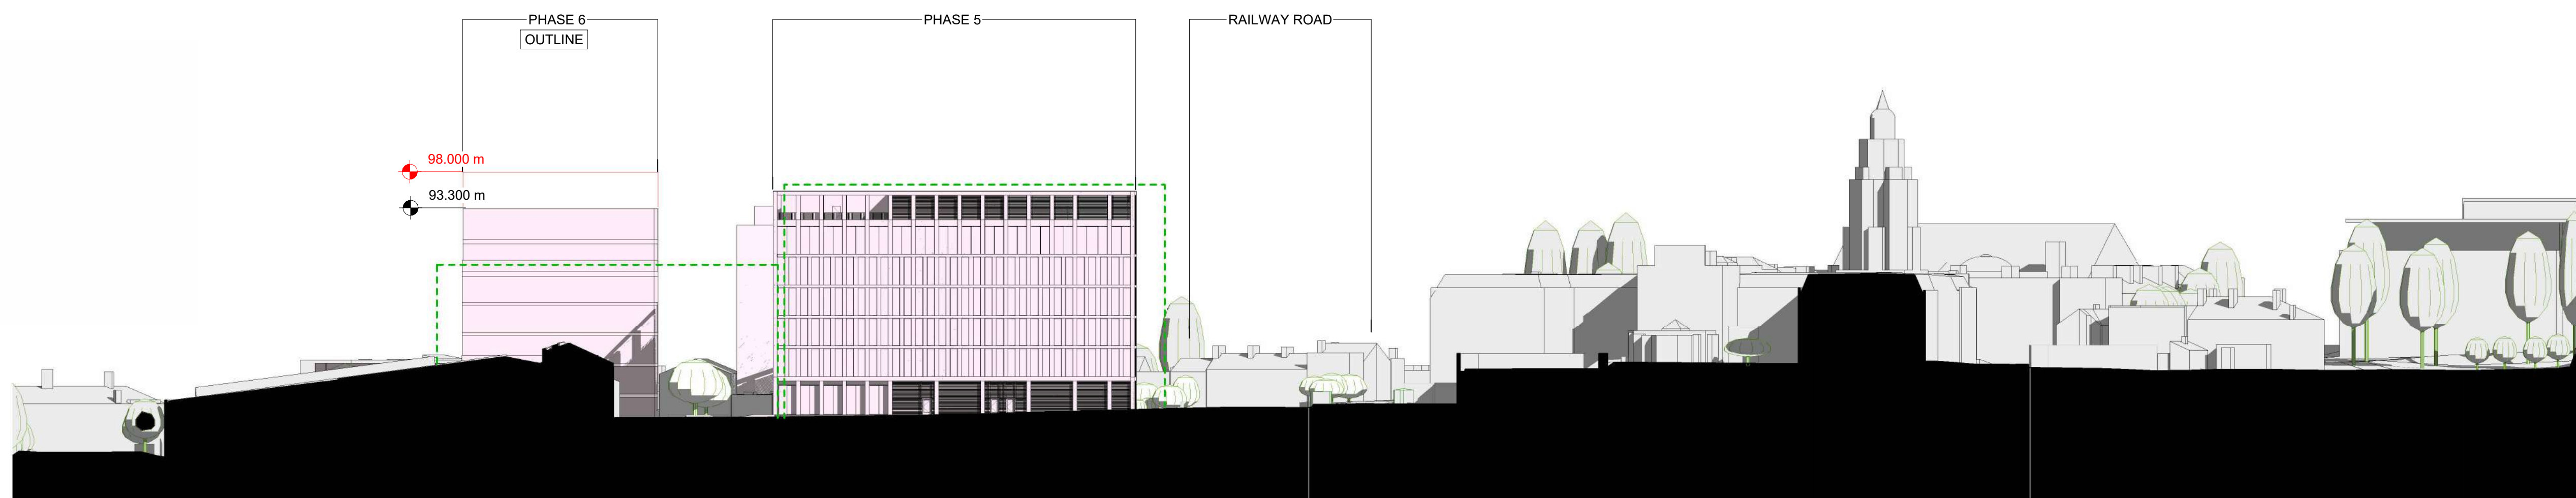 PHASE 6
OUTLINE
PHASE 5
RAILWAY ROAD
98.000 m
93.300 m